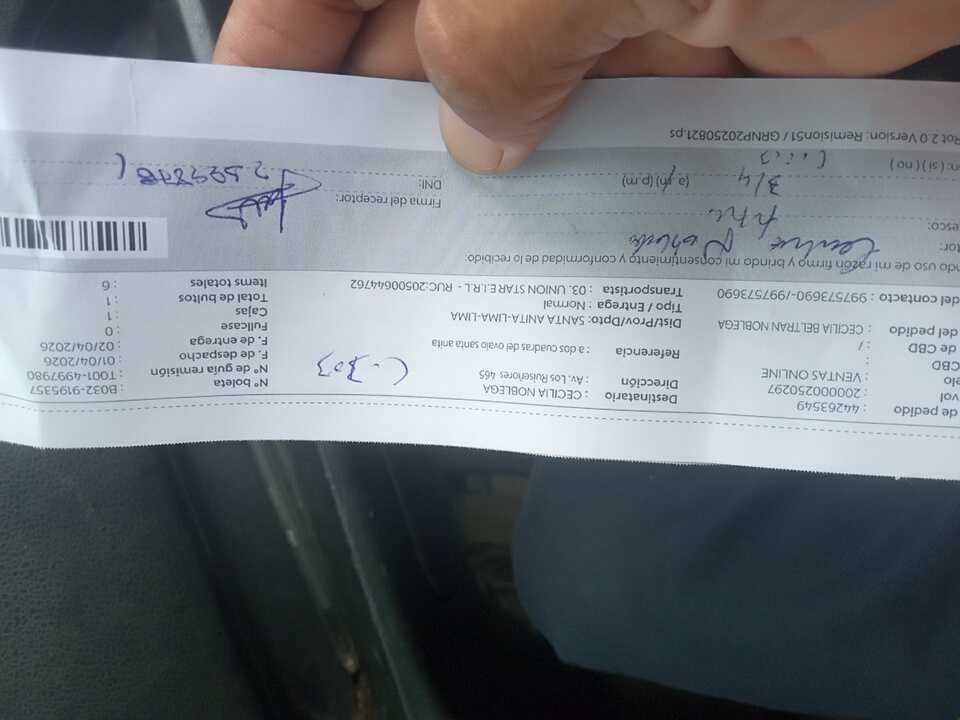 de pedido : 44263549
vol : 2000000250297
elo : VENTAS ONLINE
CBD :
de CBD : /
del pedido : CECILIA BELTRAN NOBLEGA
del contacto : 997573690-/997573690
Destinatario : CECILIA NOBLEGA
Dirección : Av. Los Ruiseñores 465
C-303
Referencia : a dos cuadras ovalo del santa anita
Dist/Prov/Dpto: SANTA ANITA-LIMA-LIMA
Tipo / Entrega : Normal
Transportista : 03. UNION STAR E.I.R.L - RUC:20500644762
N° boleta : B032-9195357
N° de guía remisión : T001-4997980
F. de despacho : 01/04/2026
F. de entrega : 02/04/2026
Fullcase : 0
Cajas : 1
Total de bultos : 1
Items totales : 6
ndo uso de mi razón firmo y brindo mi consentimiento y conformidad de lo recibido.
tor:
esco:
3/4 (a.m) (p.m)
n: ( si ) ( no )
Firma del receptor:
DNI:
Rot 2.0 Version: Remision51 / GRNP20250821.ps